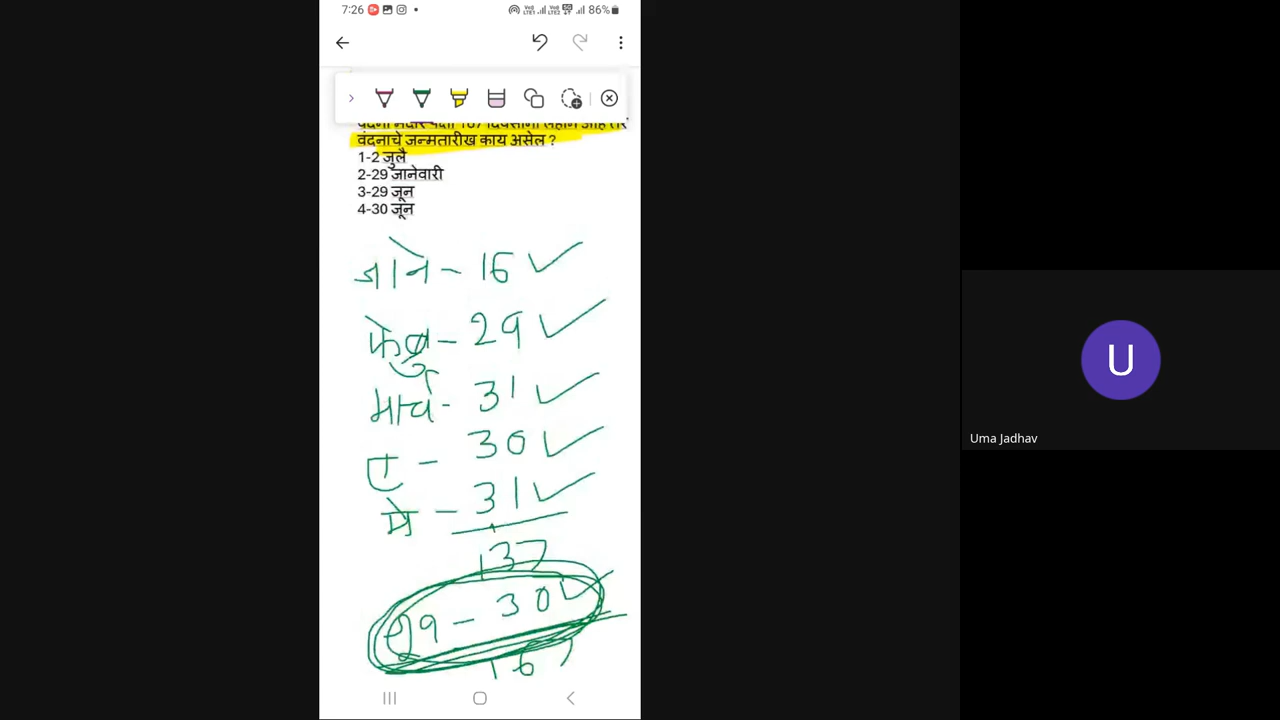 7:26 86%
वंदनाचे जन्मतारीख काय असेल ?
1-2 जुलै
2-29 जानेवारी
3-29 जून
4-30 जून
जाने - 16
- 29
मार्च - 31
ए - 30
मे - 31
137
- 30
167
U
Uma Jadhav